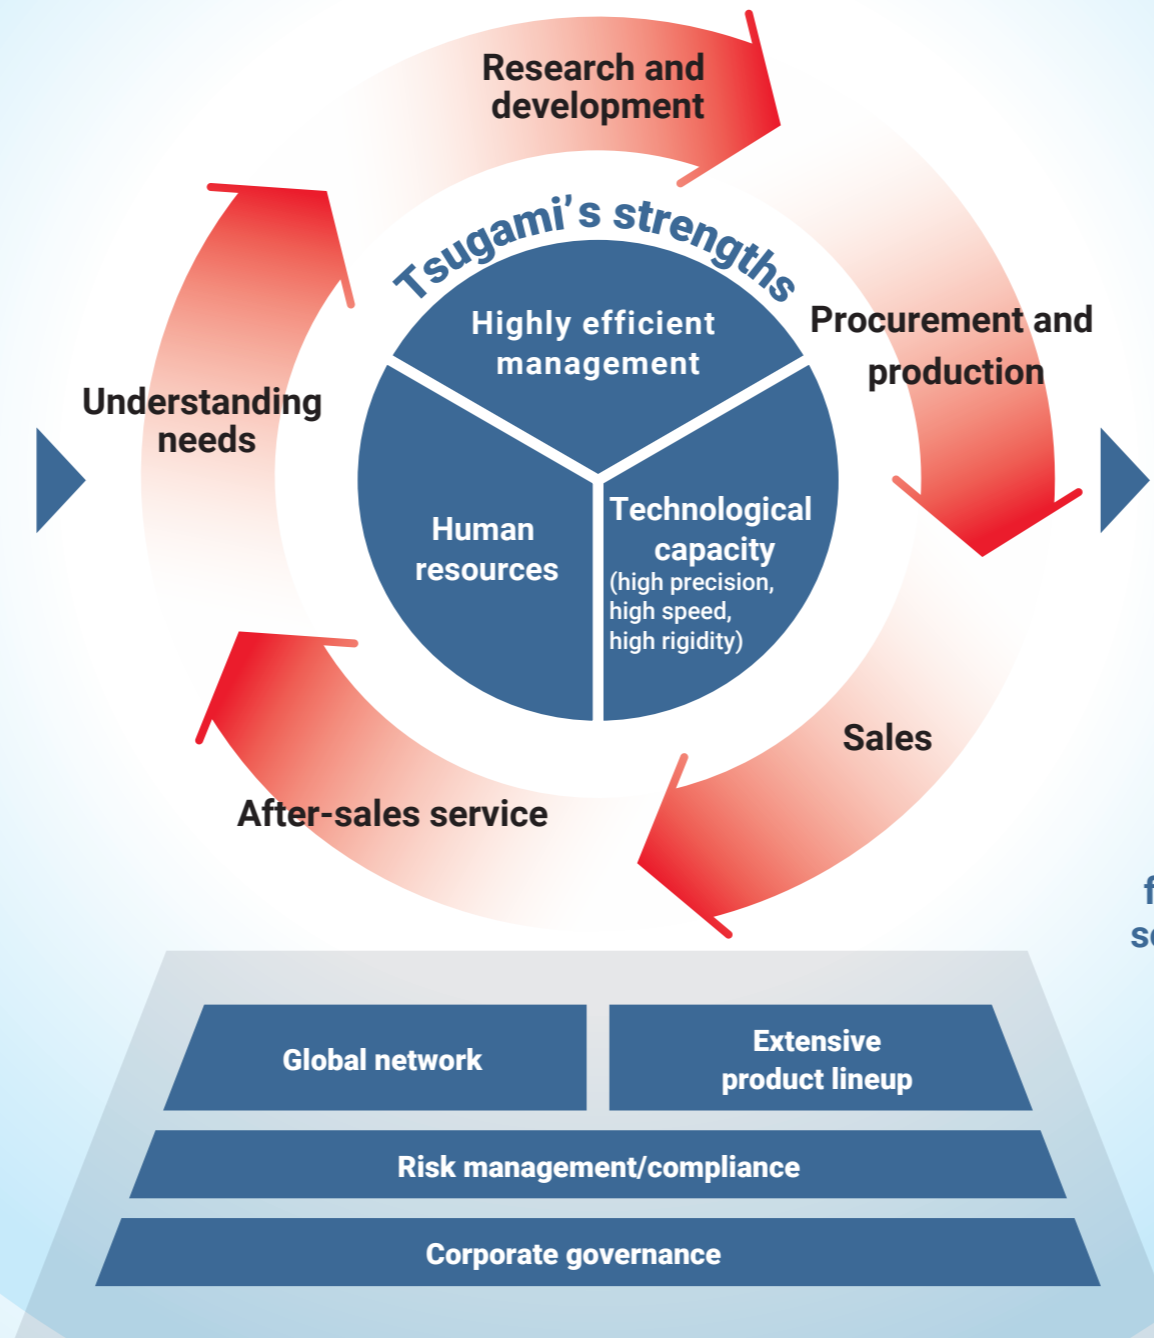 Research and
development
Tsugami's strengths
Highly efficient
management
Procurement and
production
Understanding
needs
Human
resources
Technological
capacity
(high precision,
high speed,
high rigidity)
Sales
After-sales service
Global network
Extensive
product lineup
Risk management/compliance
Corporate governance